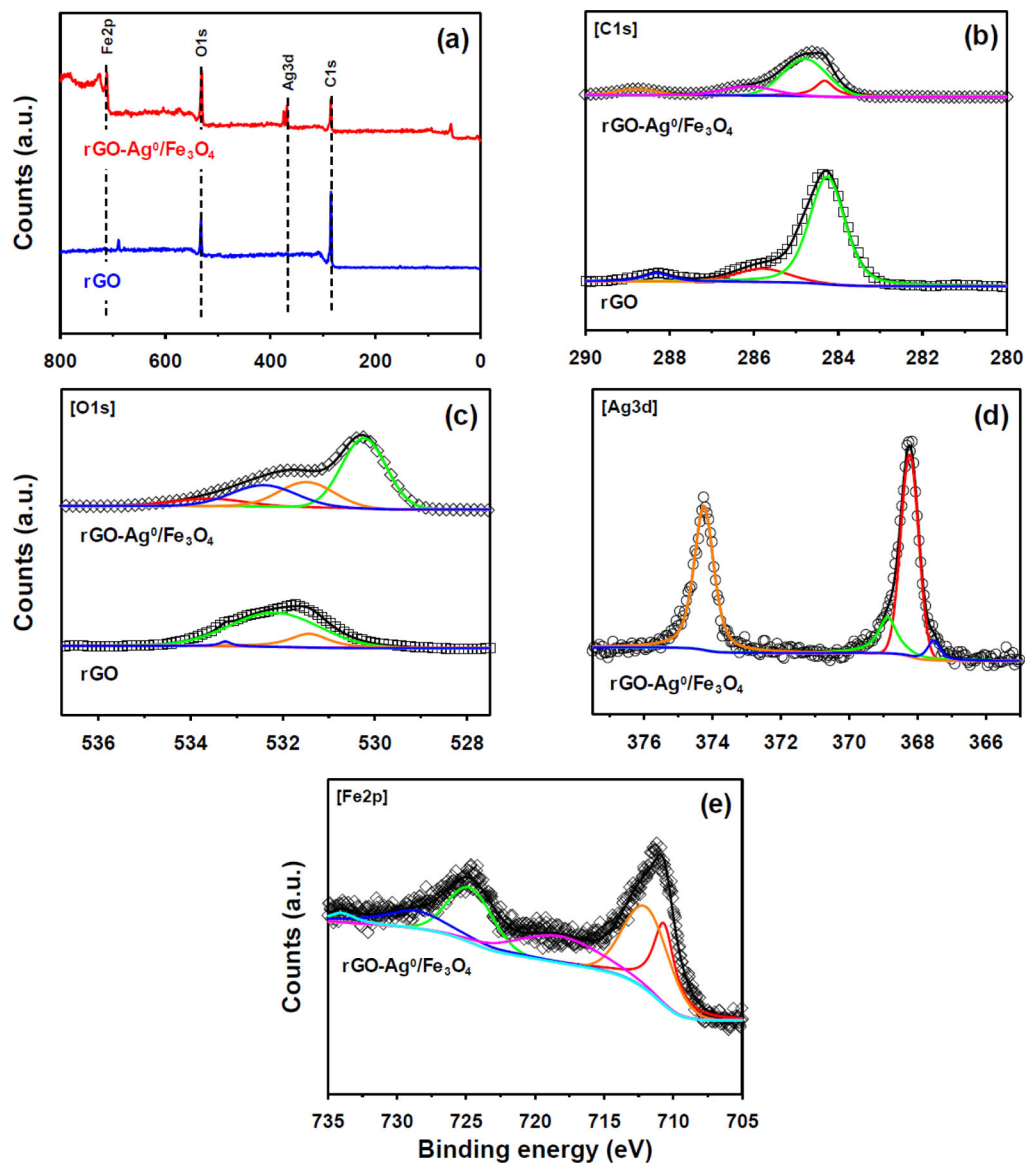 Counts (a.u.)
Fe2p
O1s
Ag3d
C1s
(a)
rGO-Ag⁰/Fe₃O₄
rGO
800 600 400 200 0
[C1s]
(b)
rGO-Ag⁰/Fe₃O₄
rGO
290 288 286 284 282 280
Counts (a.u.)
[O1s]
(c)
rGO-Ag⁰/Fe₃O₄
rGO
536 534 532 530 528
[Ag3d]
(d)
rGO-Ag⁰/Fe₃O₄
376 374 372 370 368 366
Counts (a.u.)
[Fe2p]
(e)
rGO-Ag⁰/Fe₃O₄
735 730 725 720 715 710 705
Binding energy (eV)